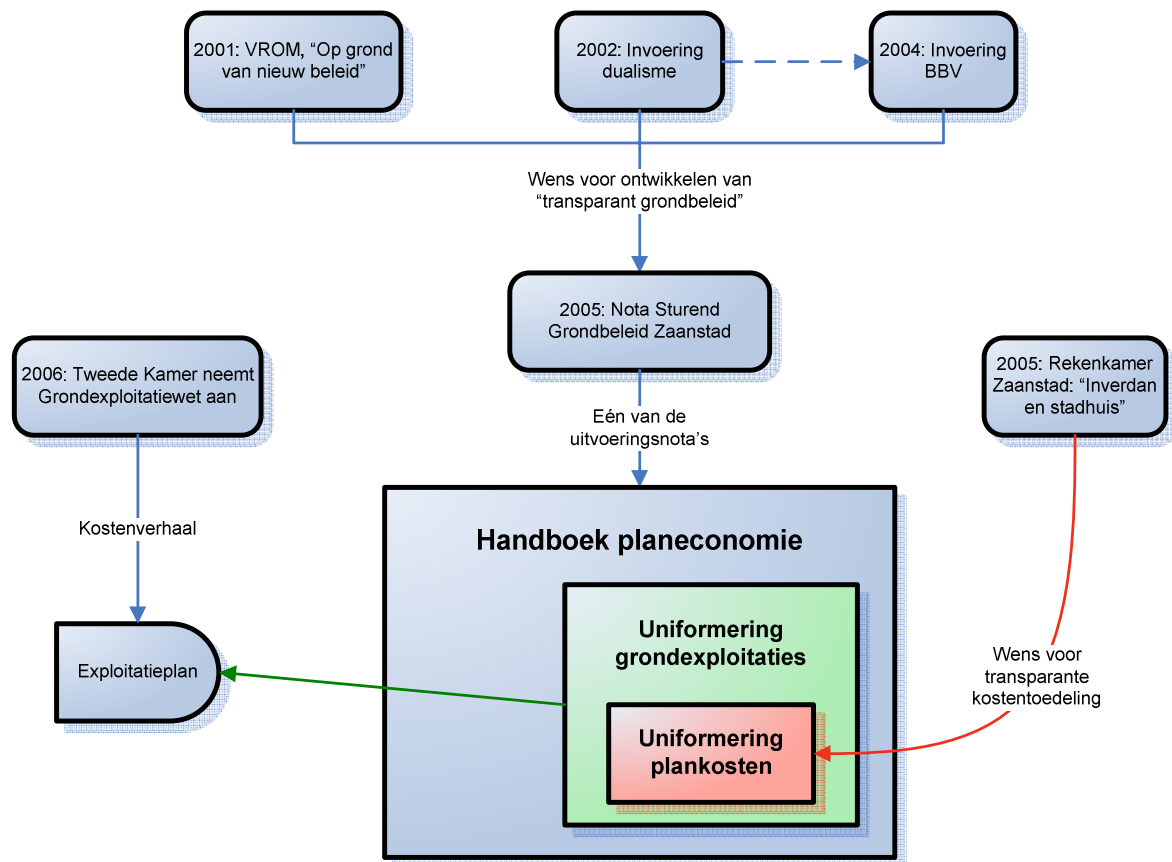 2001: VROM, “Op grond
van nieuw beleid”
2002: Invoering
dualisme
2004: Invoering
BBV
Wens voor ontwikkelen van
“transparant grondbeleid”
2005: Nota Sturend
Grondbeleid Zaanstad
2006: Tweede Kamer neemt
Grondexploitatiewet aan
2005: Rekenkamer
Zaanstad: “Inverdan
en stadhuis”
Eén van de
uitvoeringsnota’s
Kostenverhaal
Handboek planeconomie
Uniformering
grondexploitaties
Exploitatieplan
Wens voor
transparante
kostentoedeling
Uniformering
plankosten